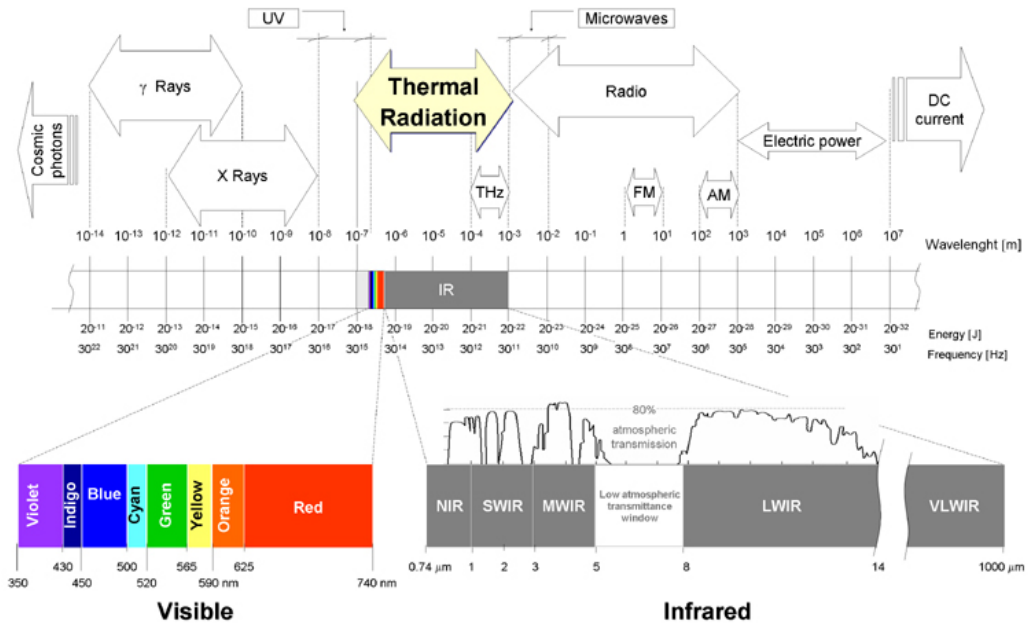 UV
Microwaves
Cosmic
photons
γ Rays
X Rays
Thermal
Radiation
THz
Radio
FM
AM
Electric power
DC
current
10⁻¹⁴ 10⁻¹³ 10⁻¹² 10⁻¹¹ 10⁻¹⁰ 10⁻⁹ 10⁻⁸ 10⁻⁷ 10⁻⁶ 10⁻⁵ 10⁻⁴ 10⁻³ 10⁻² 10⁻¹ 1 10¹ 10² 10³ 10⁴ 10⁵ 10⁶ 10⁷
Wavelenght [m]
IR
20⁻¹¹ 20⁻¹² 20⁻¹³ 20⁻¹⁴ 20⁻¹⁵ 20⁻¹⁶ 20⁻¹⁷ 20⁻¹⁸ 20⁻¹⁹ 20⁻²⁰ 20⁻²¹ 20⁻²² 20⁻²³ 20⁻²⁴ 20⁻²⁵ 20⁻²⁶ 20⁻²⁷ 20⁻²⁸ 20⁻²⁹ 20⁻³⁰ 20⁻³¹ 20⁻³²
Energy [J]
30²² 30²¹ 30²⁰ 30¹⁹ 30¹⁸ 30¹⁷ 30¹⁶ 30¹⁵ 30¹⁴ 30¹³ 30¹² 30¹¹ 30¹⁰ 30⁹ 30⁸ 30⁷ 30⁶ 30⁵ 30⁴ 30³ 30² 30¹
Frequency [Hz]
Violet
Indigo
Blue
Cyan
Green
Yellow
Orange
Red
350 430 450 500 520 565 590 nm 625 740 nm
Visible
80%
atmospheric
transmission
NIR
SWIR
MWIR
Low atmospheric
transmittance
window
LWIR
VLWIR
0.74 μm 1 2 3 5 8 14 1000 μm
Infrared